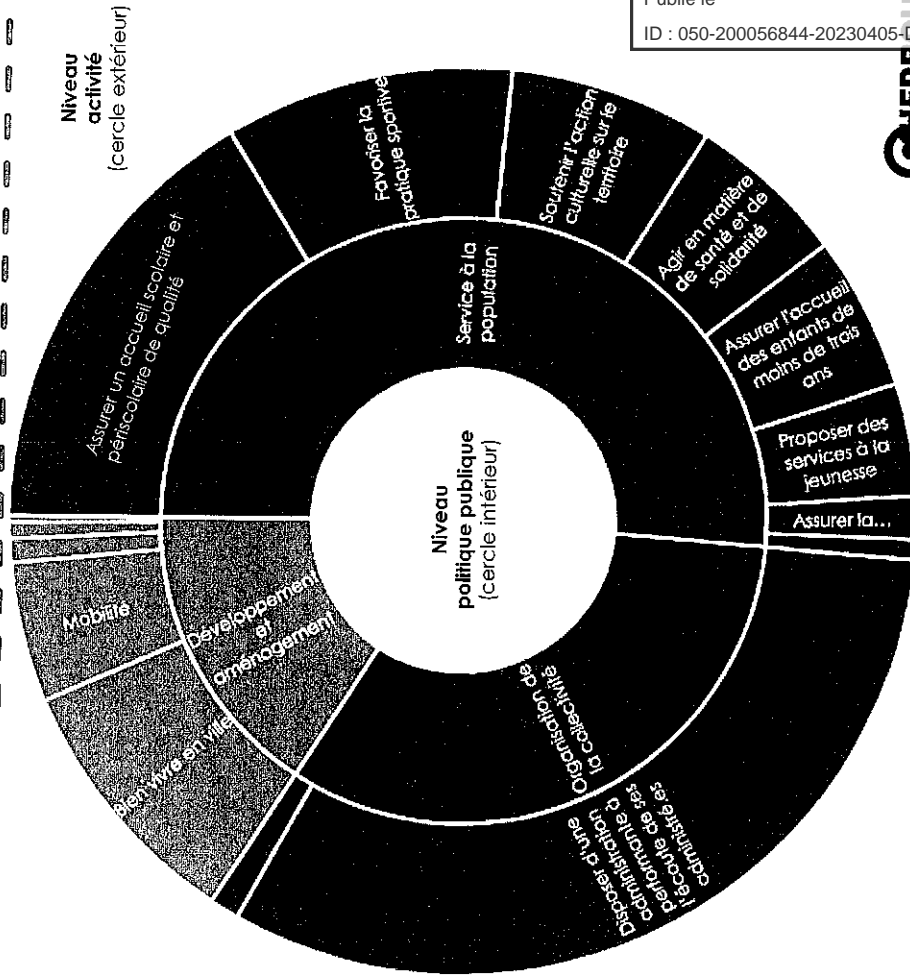 Publié le
ID : 050-200056844-20230405-D
Niveau
activité
(cercle extérieur)
Assurer un accueil scolaire et
périscolaire de qualité
Favoriser la
pratique sportive
Soutenir l'action
culturelle sur le
territoire
Agir en matière
de santé et de
solidarité
Assurer l'accueil
des enfants de
moins de trois
ans
Proposer des
services à la
jeunesse
Assurer la...
Service à la
population
Niveau
politique publique
(cercle intérieur)
Mobilité
Développement
et
aménagement
Bien vivre en ville
Organisation de
la collectivité
Disposer d'une
administration
performante à
l'écoute de ses
administrés